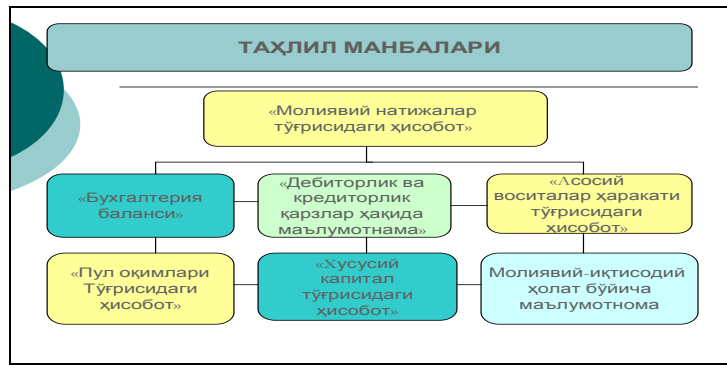 ТАҲЛИЛ МАНБАЛАРИ
«Молиявий натижалар
тўғрисидаги ҳисобот»
«Бухгалтерия
баланси»
«Дебиторлик ва
кредиторлик
қарзлар ҳақида
маълумотнама»
«Асосий
воситалар ҳаракати
тўғрисидаги
ҳисобот»
«Пул оқимлари
Тўғрисидаги
ҳисобот»
«Хусусий
капитал
тўғрисидаги
ҳисобот»
Молиявий-иқтисодий
ҳолат бўйича
маълумотнома